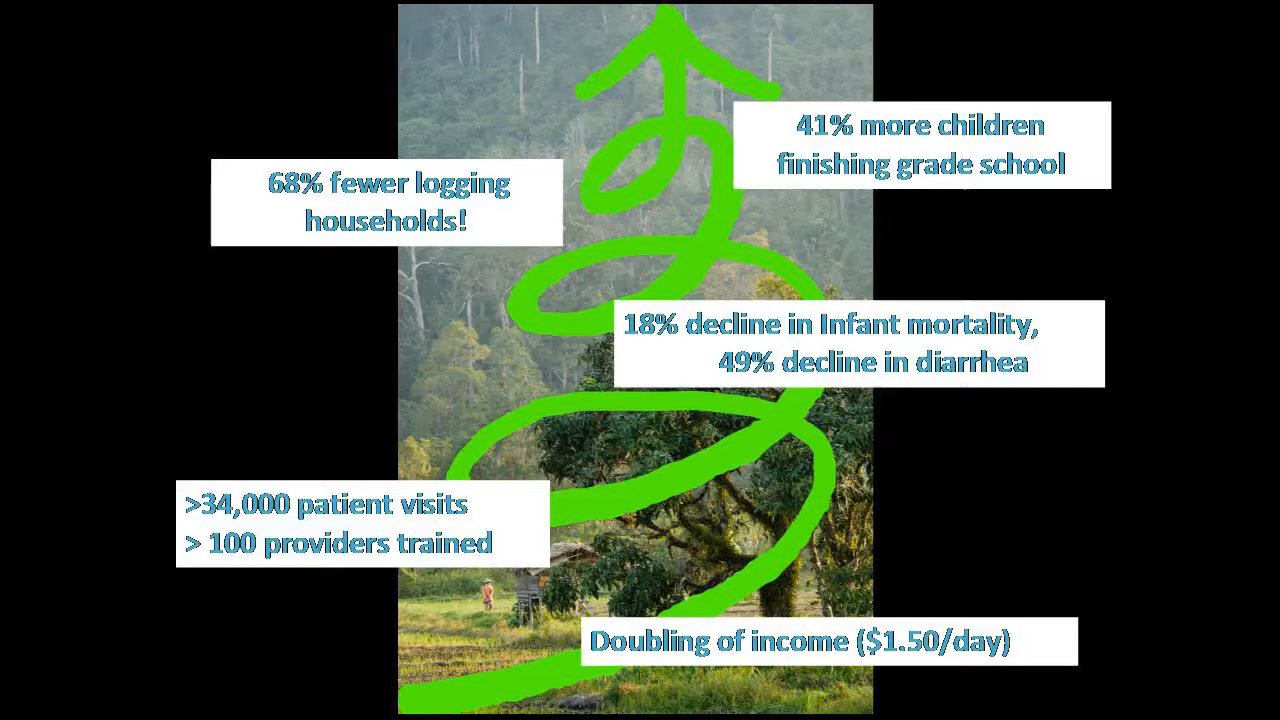 41% more children
finishing grade school
68% fewer logging
households!
18% decline in Infant mortality,
49% decline in diarrhea
>34,000 patient visits
> 100 providers trained
Doubling of income ($1.50/day)